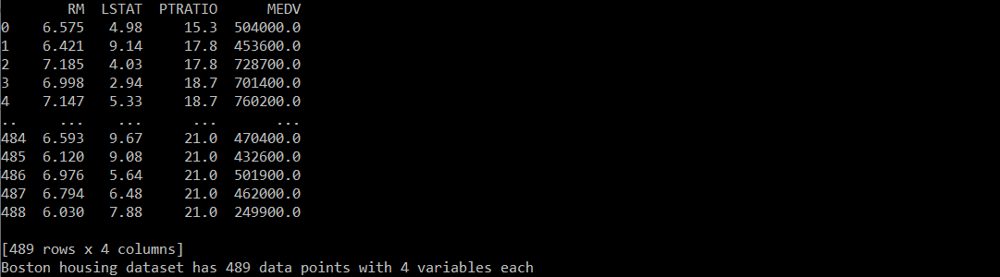 RM  LSTAT  PTRATIO      MEDV
0    6.575   4.98     15.3  504000.0
1    6.421   9.14     17.8  453600.0
2    7.185   4.03     17.8  728700.0
3    6.998   2.94     18.7  701400.0
4    7.147   5.33     18.7  760200.0
..     ...    ...      ...       ...
484  6.593   9.67     21.0  470400.0
485  6.120   9.08     21.0  432600.0
486  6.976   5.64     21.0  501900.0
487  6.794   6.48     21.0  462000.0
488  6.030   7.88     21.0  249900.0

[489 rows x 4 columns]
Boston housing dataset has 489 data points with 4 variables each